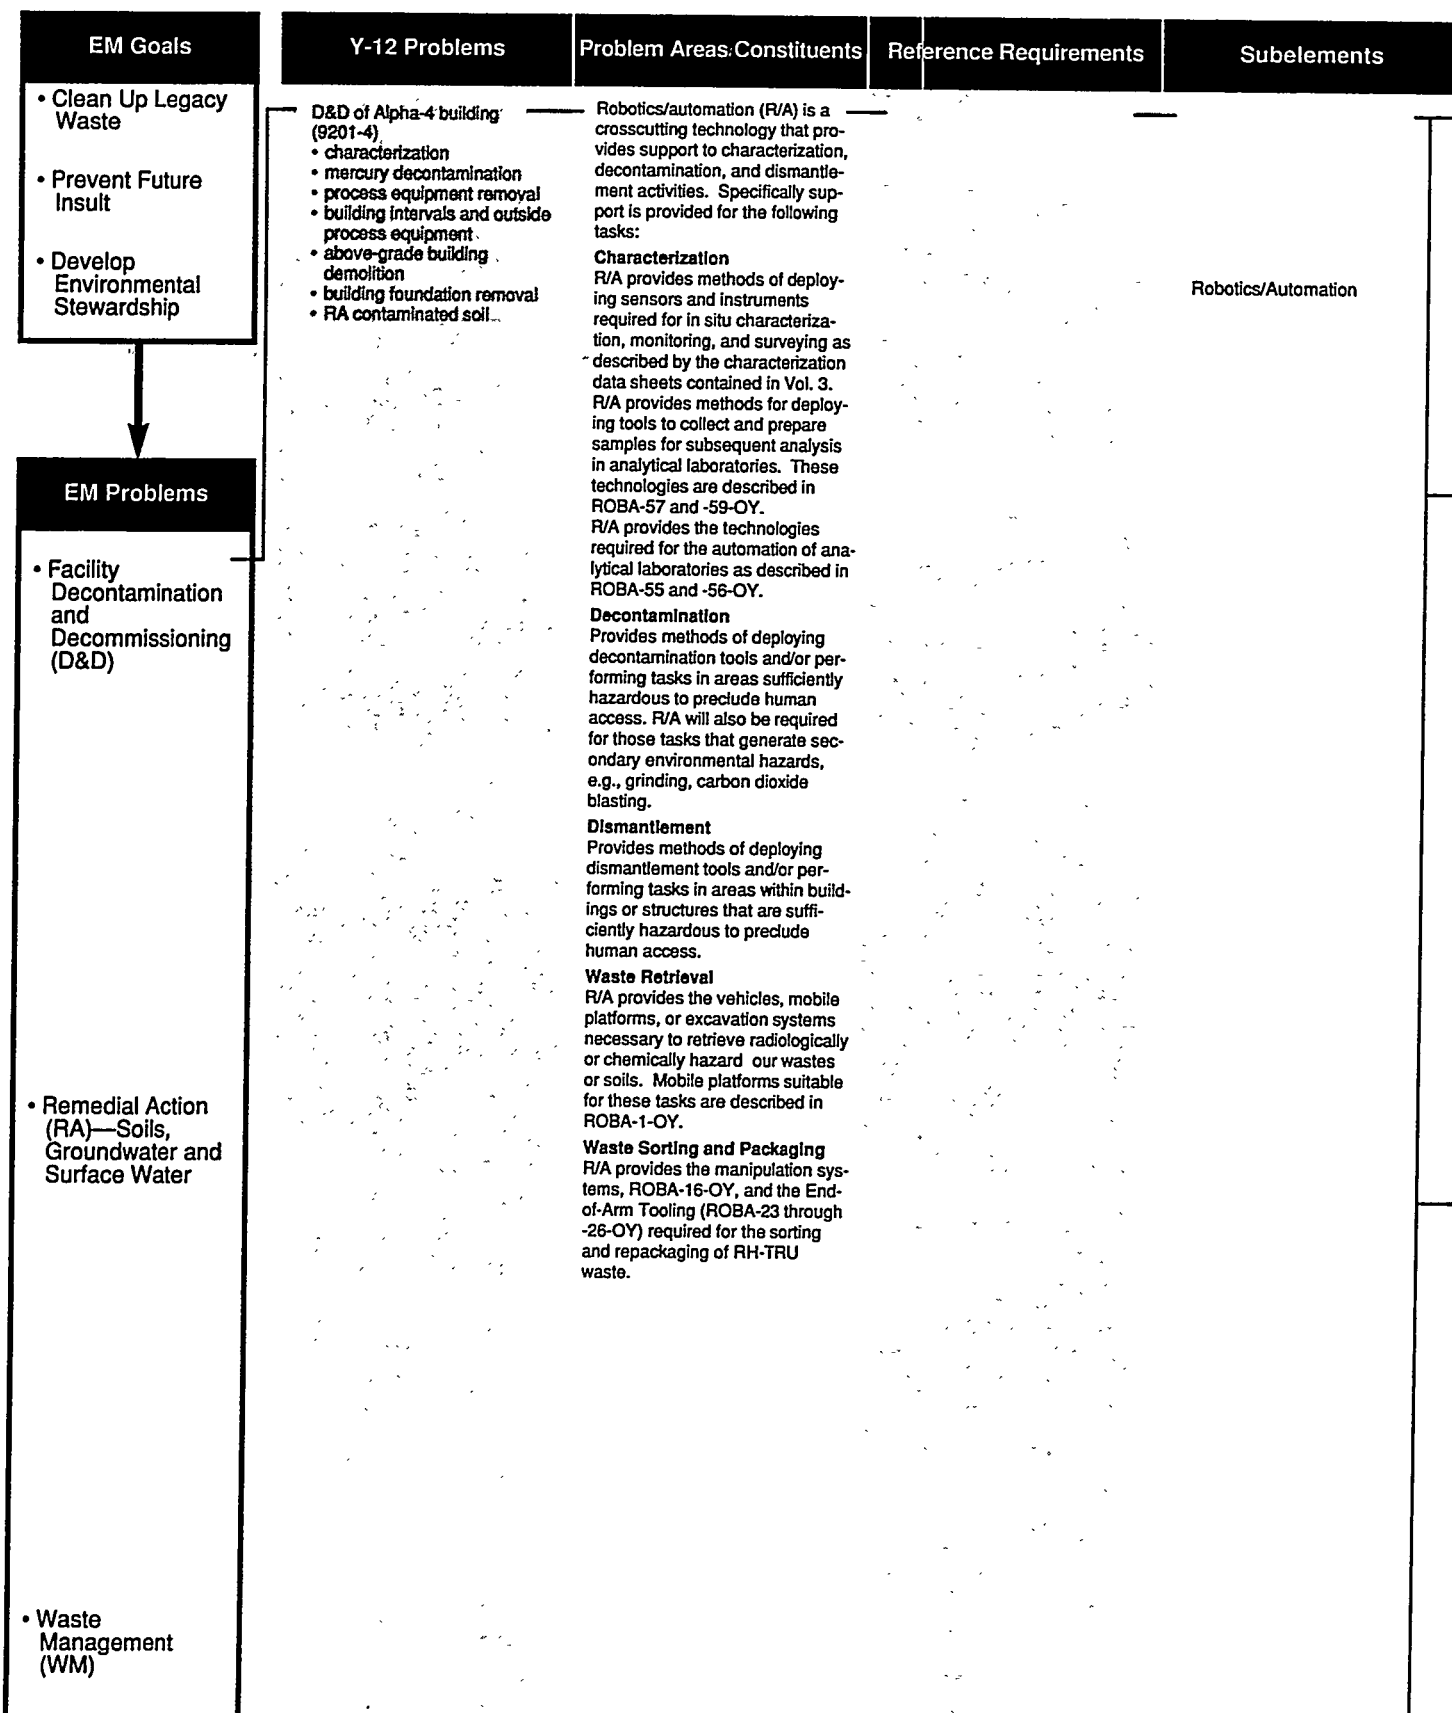 EM Goals
• Clean Up Legacy
Waste
• Prevent Future
Insult
• Develop
Environmental
Stewardship
EM Problems
• Facility
Decontamination
and
Decommissioning
(D&D)
• Remedial Action
(RA)—Soils,
Groundwater and
Surface Water
• Waste
Management
(WM)
Y-12 Problems
D&D of Alpha-4 building
(9201-4)
• characterization
• mercury decontamination
• process equipment removal
• building intervals and outside
process equipment
• above-grade building
demolition
• building foundation removal
• RA contaminated soil
Problem Areas/Constituents
Robotics/automation (R/A) is a
crosscutting technology that pro-
vides support to characterization,
decontamination, and dismantle-
ment activities. Specifically sup-
port is provided for the following
tasks:
Characterization
R/A provides methods of deploy-
ing sensors and instruments
required for in situ characteriza-
tion, monitoring, and surveying as
described by the characterization
data sheets contained in Vol. 3.
R/A provides methods for deploy-
ing tools to collect and prepare
samples for subsequent analysis
in analytical laboratories. These
technologies are described in
ROBA-57 and -59-OY.
R/A provides the technologies
required for the automation of ana-
lytical laboratories as described in
ROBA-55 and -56-OY.
Decontamination
Provides methods of deploying
decontamination tools and/or per-
forming tasks in areas sufficiently
hazardous to preclude human
access. R/A will also be required
for those tasks that generate sec-
ondary environmental hazards,
e.g., grinding, carbon dioxide
blasting.
Dismantlement
Provides methods of deploying
dismantlement tools and/or per-
forming tasks in areas within build-
ings or structures that are suffi-
ciently hazardous to preclude
human access.
Waste Retrieval
R/A provides the vehicles, mobile
platforms, or excavation systems
necessary to retrieve radiologically
or chemically hazard our wastes
or soils. Mobile platforms suitable
for these tasks are described in
ROBA-1-OY.
Waste Sorting and Packaging
R/A provides the manipulation sys-
tems, ROBA-16-OY, and the End-
of-Arm Tooling (ROBA-23 through
-26-OY) required for the sorting
and repackaging of RH-TRU
waste.
Reference Requirements
Subelements
Robotics/Automation